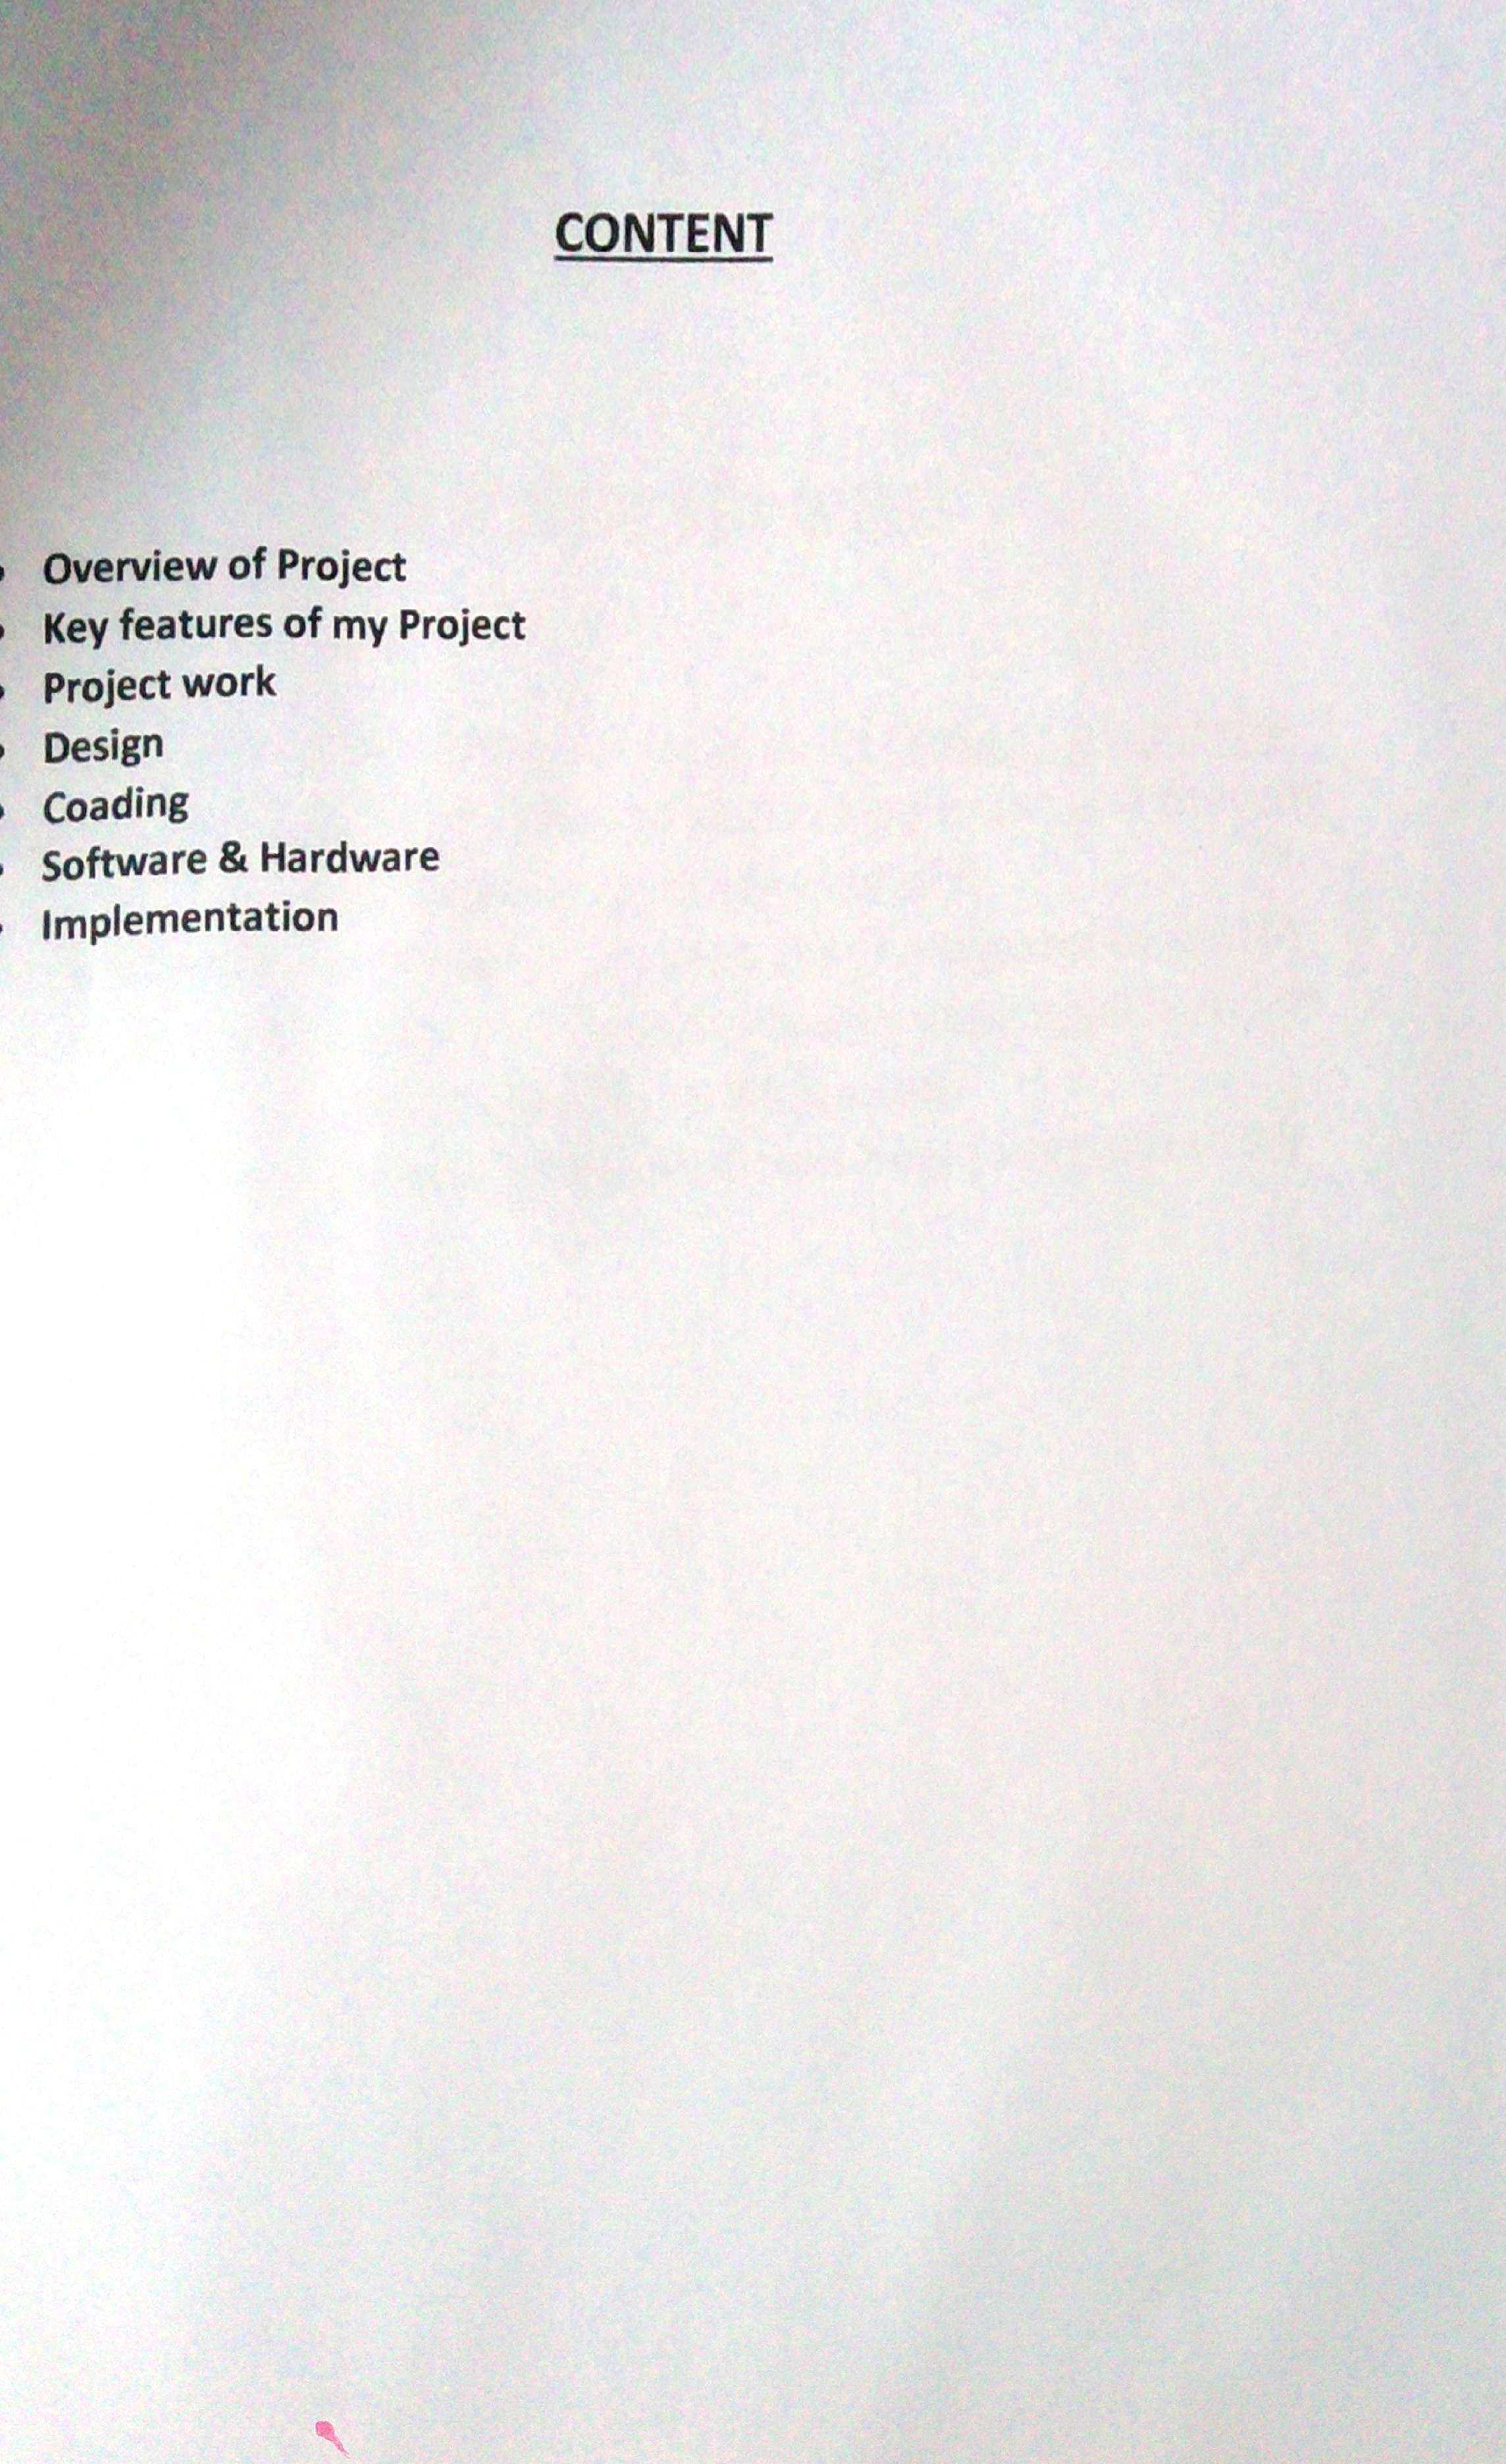 CONTENT
• Overview of Project
• Key features of my Project
• Project work
• Design
• Coading
• Software & Hardware
• Implementation